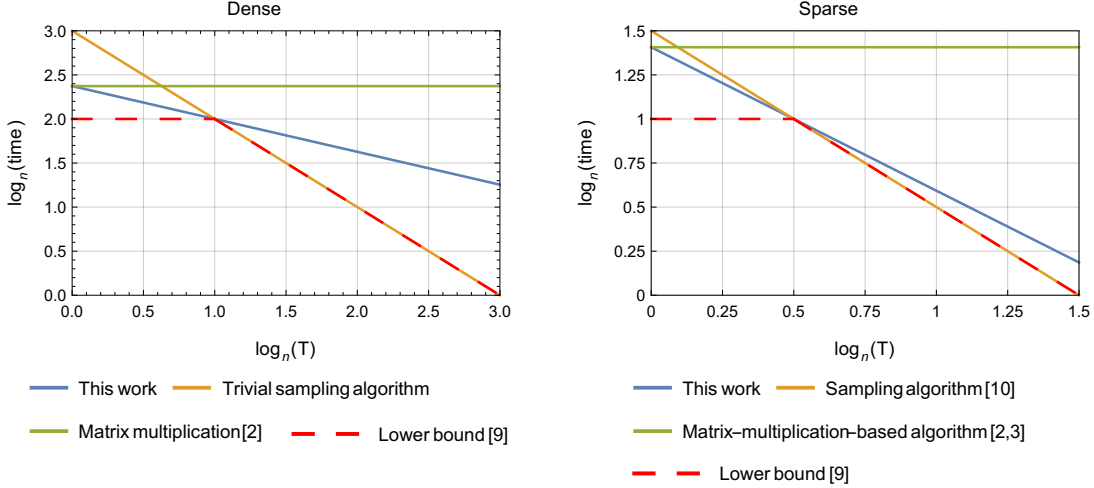 Dense
3.0
2.5
2.0
1.5
1.0
0.5
0.0
0.0 0.5 1.0 1.5 2.0 2.5 3.0
log_n(time)
log_n(T)
This work
Trivial sampling algorithm
Matrix multiplication[2]
Lower bound [9]
Sparse
1.5
1.25
1
0.75
0.5
0.25
0
0 0.25 0.5 0.75 1 1.25 1.5
log_n(time)
log_n(T)
This work
Sampling algorithm [10]
Matrix–multiplication–based algorithm [2,3]
Lower bound [9]